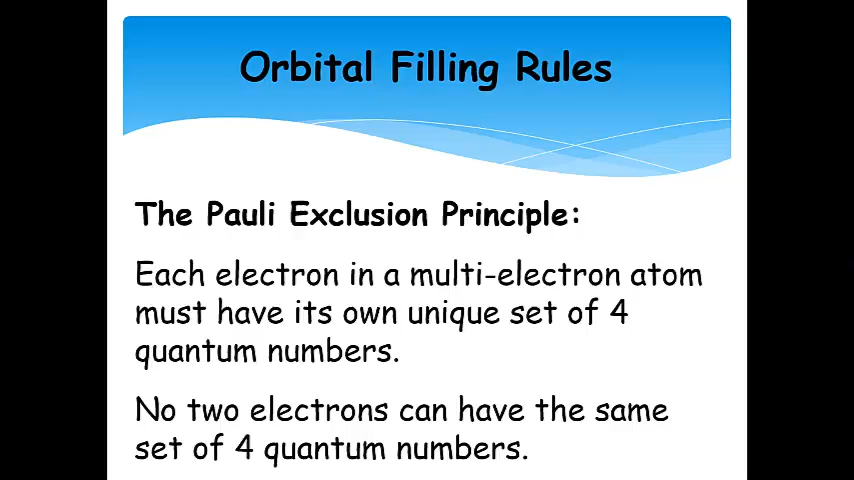 Orbital Filling Rules
The Pauli Exclusion Principle:
Each electron in a multi-electron atom
must have its own unique set of 4
quantum numbers.
No two electrons can have the same
set of 4 quantum numbers.